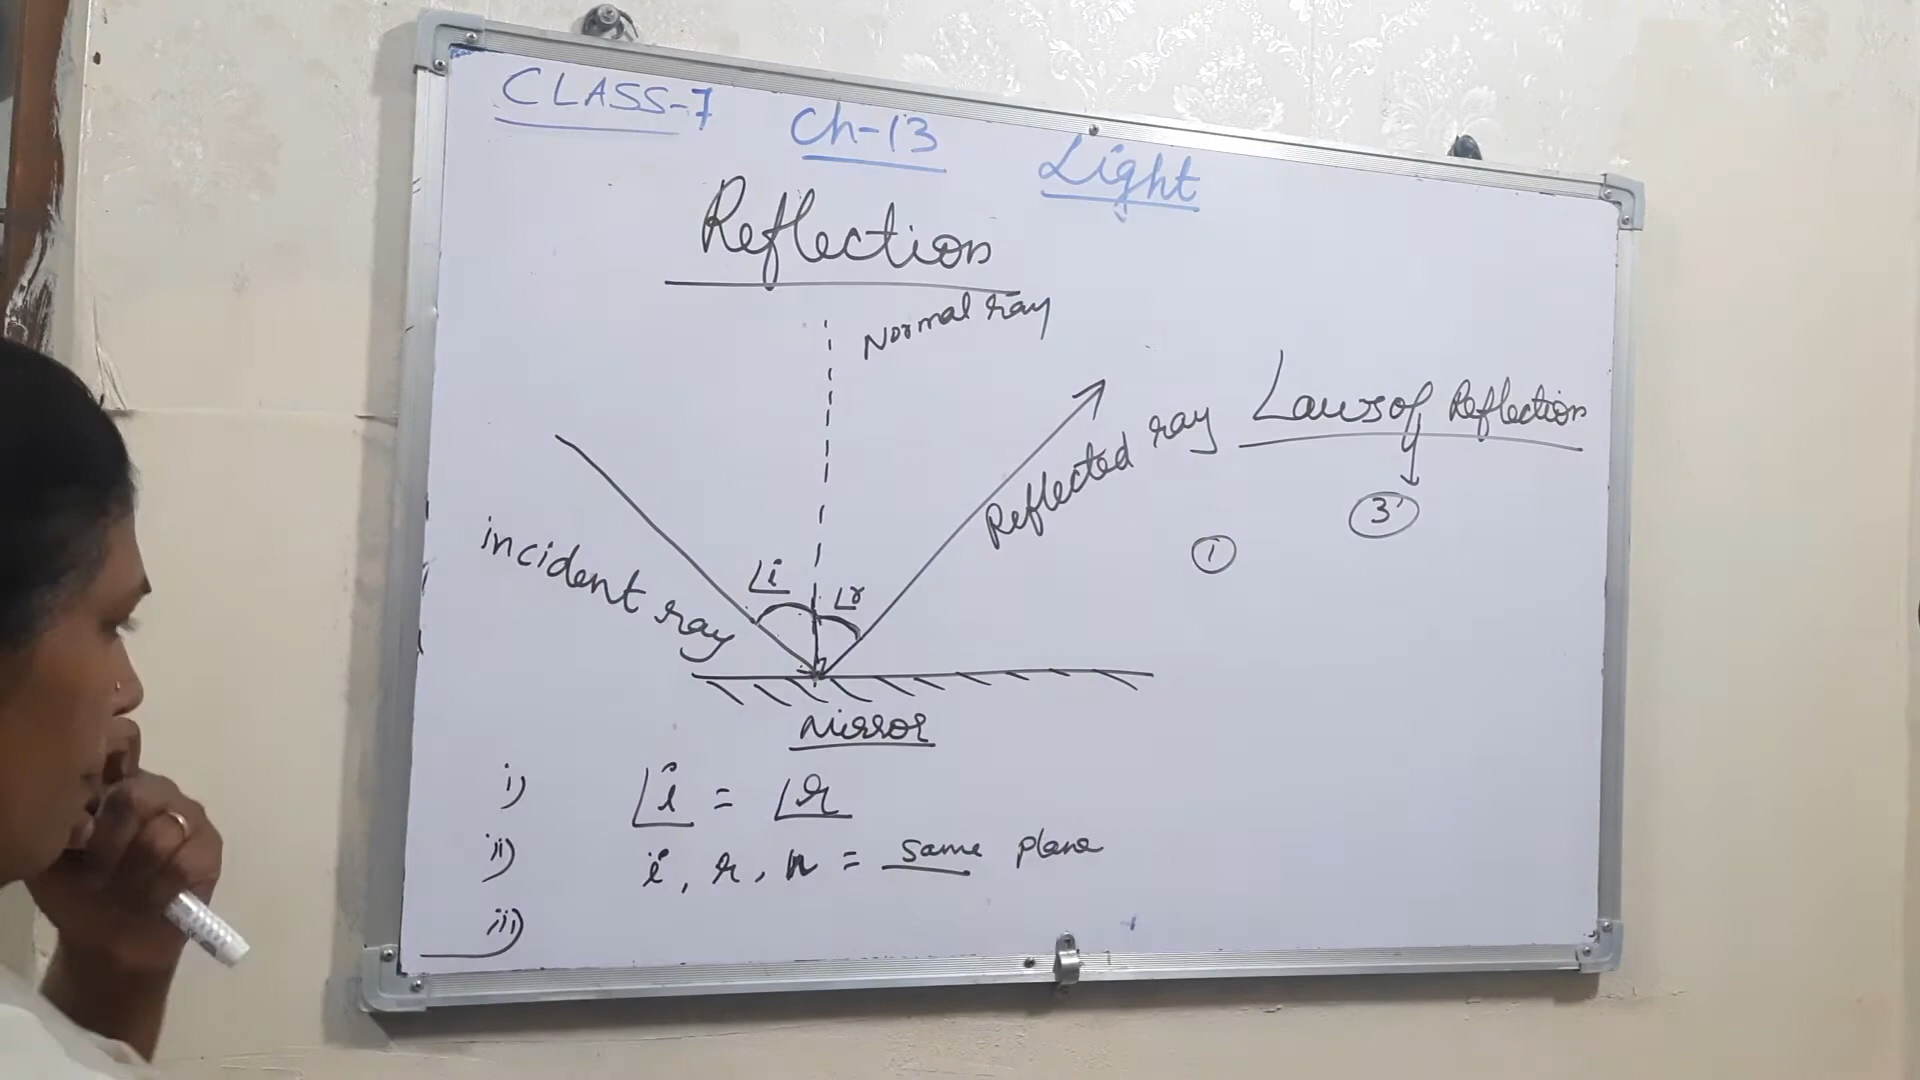 CLASS-7 Ch-13 Light
Reflection
Normal ray
Reflected ray
Laws of Reflection
3
1
incident ray
∠i
∠r
Mirror
i) ∠i = ∠r
ii) i, r, n = same plane
iii)